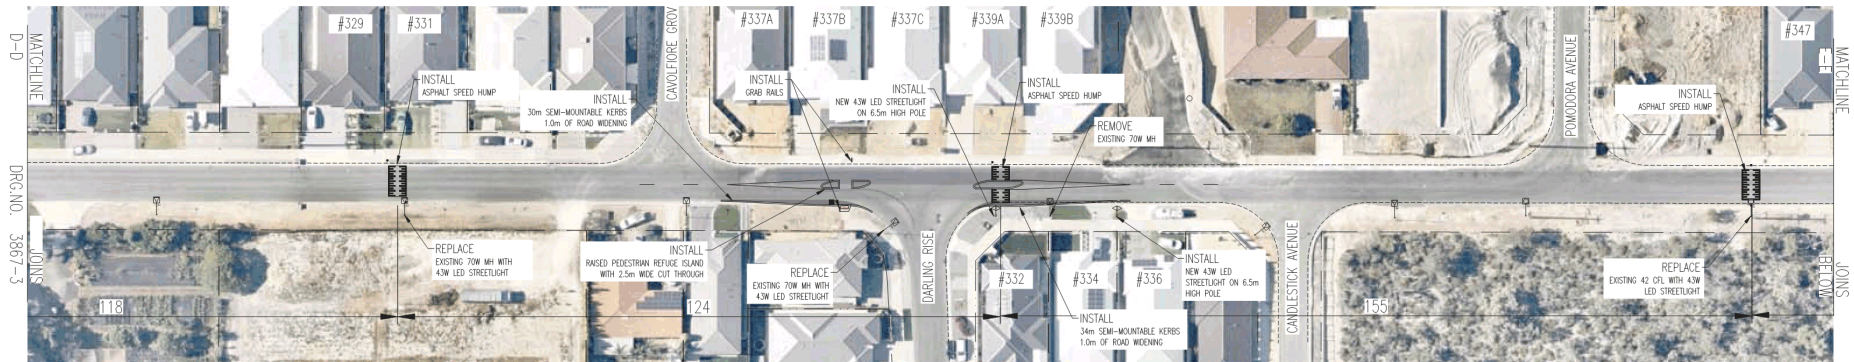 MATCHLINE
D-D
DRG.NO. 3867-3
JOINS
#329
#331
INSTALL
ASPHALT SPEED HUMP
INSTALL
30m SEMI-MOUNTABLE KERBS
1.0m OF ROAD WIDENING
CAVOLFIORE GROV
#337A
#337B
#337C
#339A
#339B
INSTALL
GRAB RAILS
INSTALL
NEW 43W LED STREETLIGHT
ON 6.5m HIGH POLE
INSTALL
ASPHALT SPEED HUMP
REMOVE
EXISTING 70W MH
POMODORA AVENUE
INSTALL
ASPHALT SPEED HUMP
#347
MATCHLINE
JOINS
BELOW
REPLACE
EXISTING 70W MH WITH
43W LED STREETLIGHT
INSTALL
RAISED PEDESTRIAN REFUGE ISLAND
WITH 2.5m WIDE CUT THROUGH
REPLACE
EXISTING 70W MH WITH
43W LED STREETLIGHT
DARLING RISE
#332
#334
#336
INSTALL
NEW 43W LED
STREETLIGHT ON 6.5m
HIGH POLE
INSTALL
34m SEMI-MOUNTABLE KERBS
1.0m OF ROAD WIDENING
CANDLESTICK AVENUE
REPLACE
EXISTING 42 CFL WITH 43W
LED STREETLIGHT
118
124
155